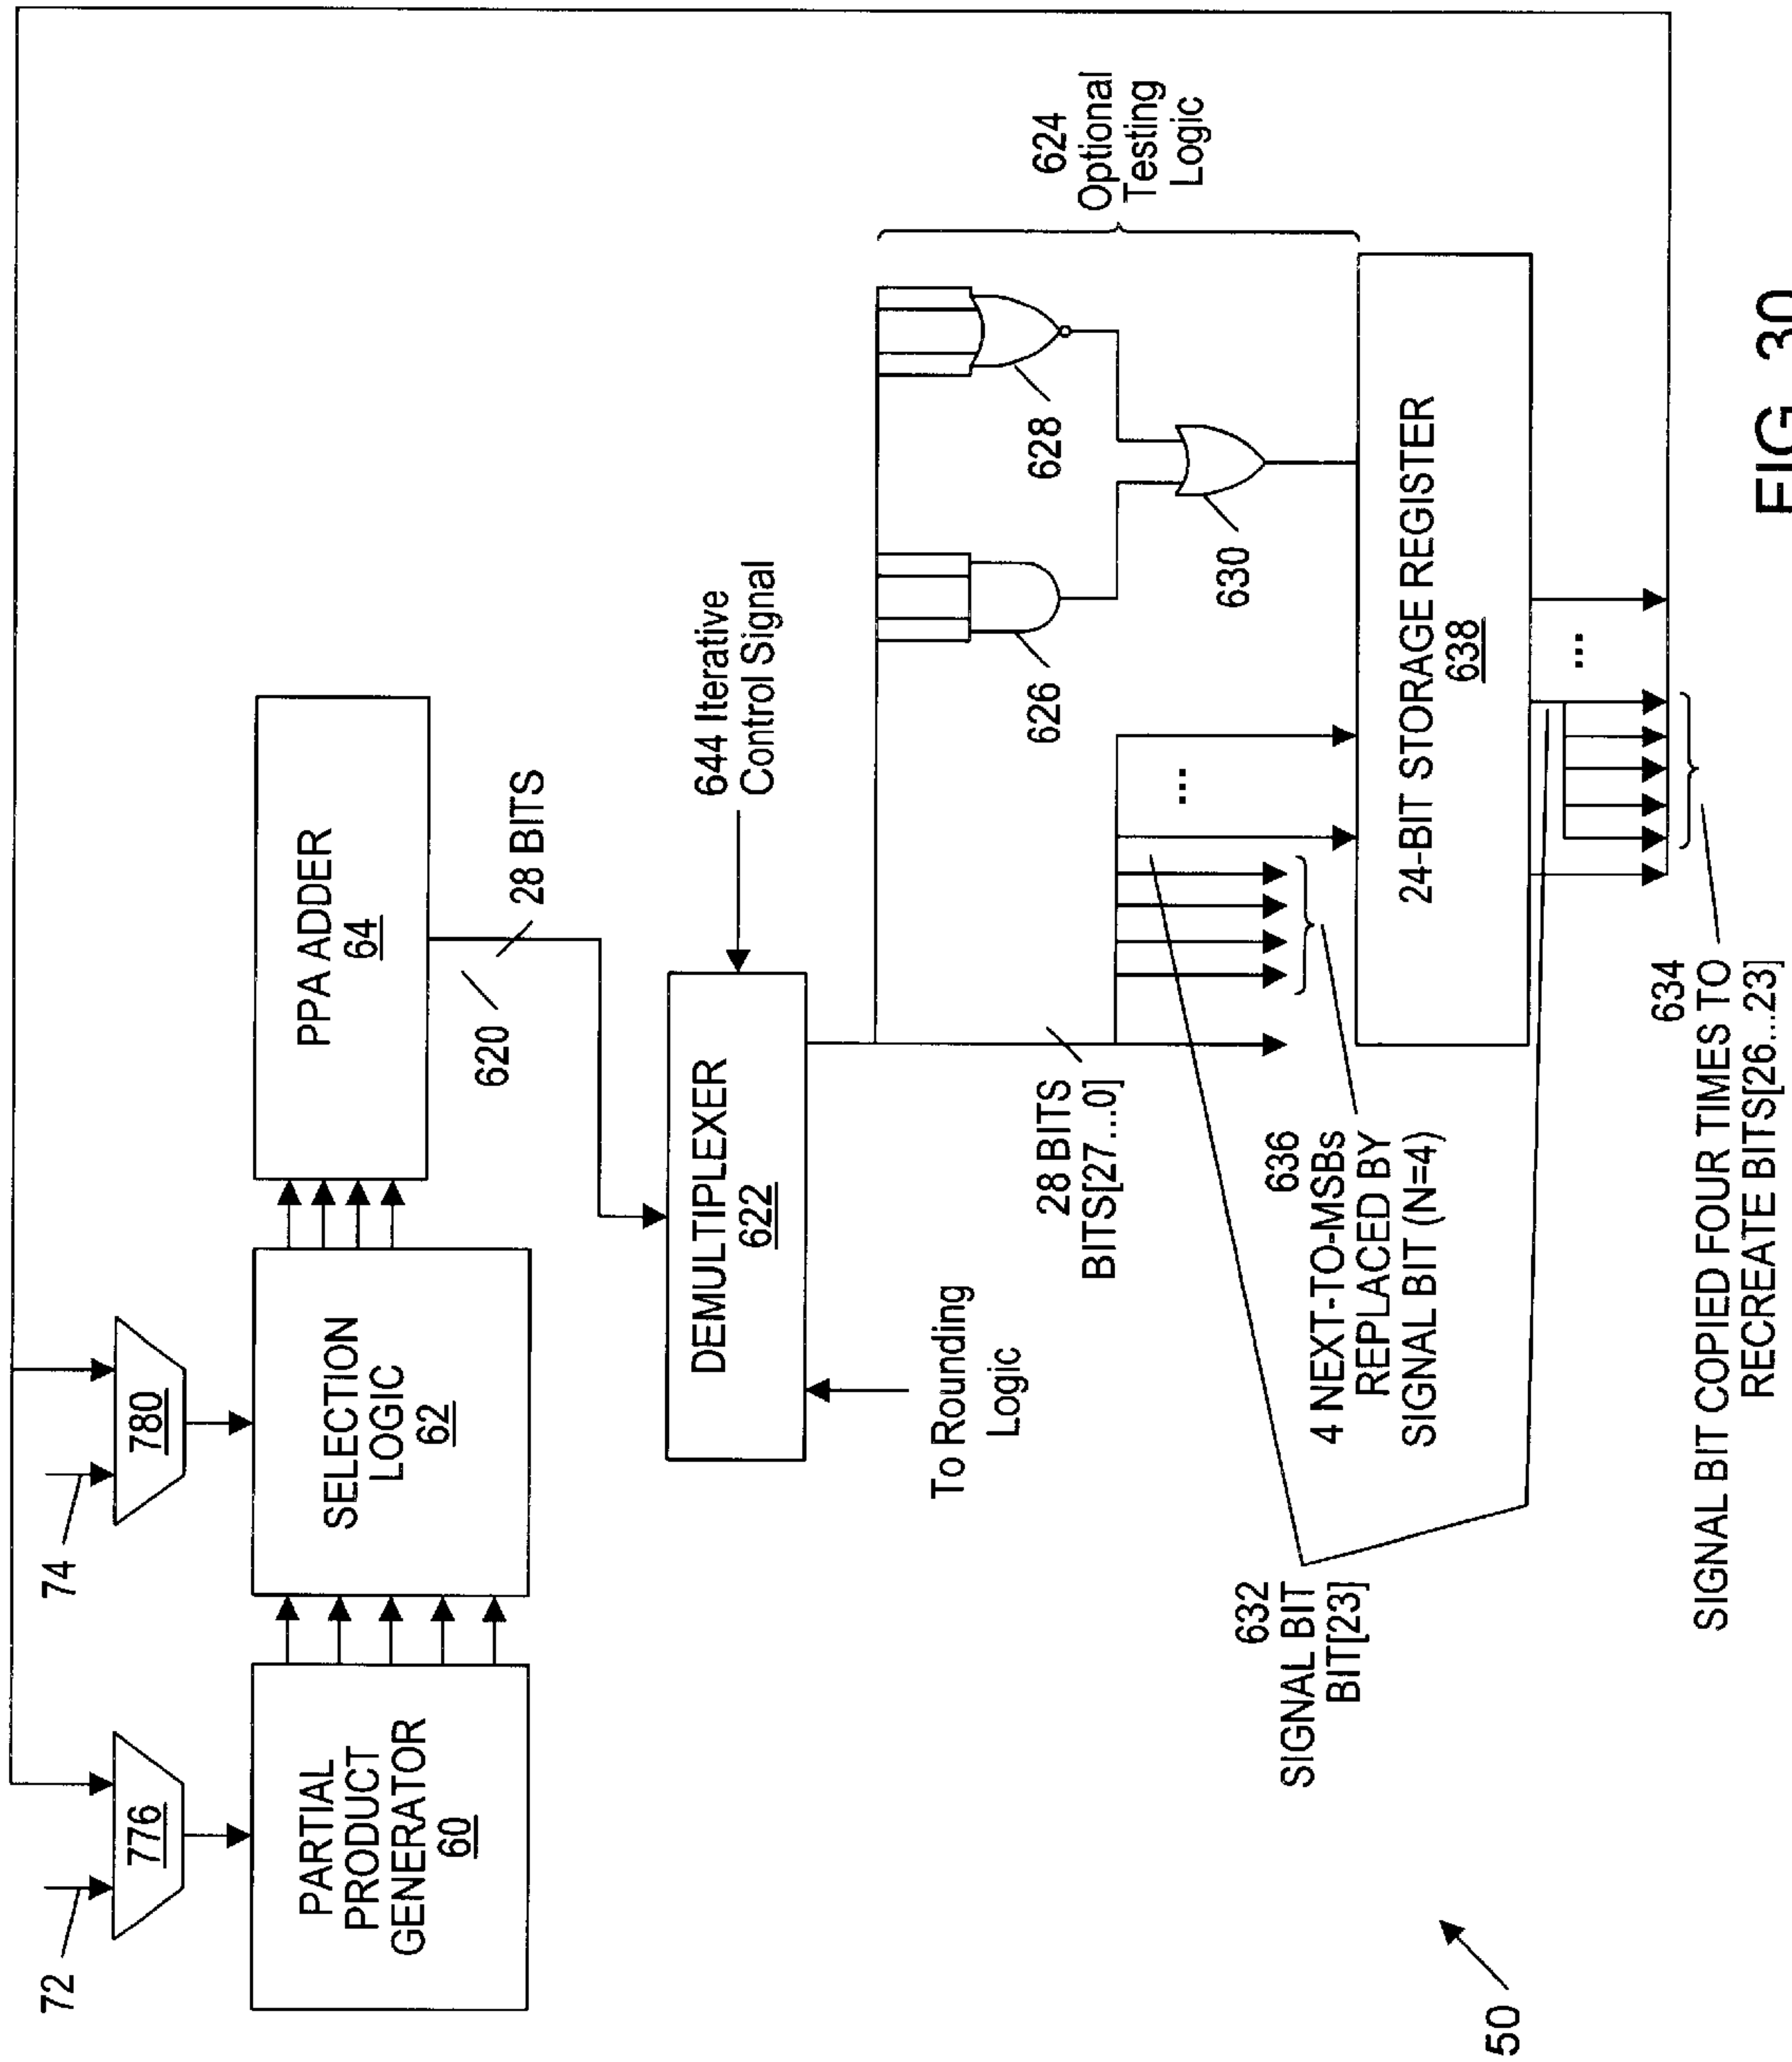 72
776
PARTIAL
PRODUCT
GENERATOR
60
74
780
SELECTION
LOGIC
62
PPA ADDER
64
620
28 BITS
DEMULTIPLEXER
622
644 Iterative
Control Signal
To Rounding
Logic
28 BITS
BITS[27...0]
626
628
630
624
Optional
Testing
Logic
632
SIGNAL BIT
BIT[23]
636
4 NEXT-TO-MSBs
REPLACED BY
SIGNAL BIT (N=4)
...
24-BIT STORAGE REGISTER
638
...
634
SIGNAL BIT COPIED FOUR TIMES TO
RECREATE BITS[26...23]
50
FIG. 30